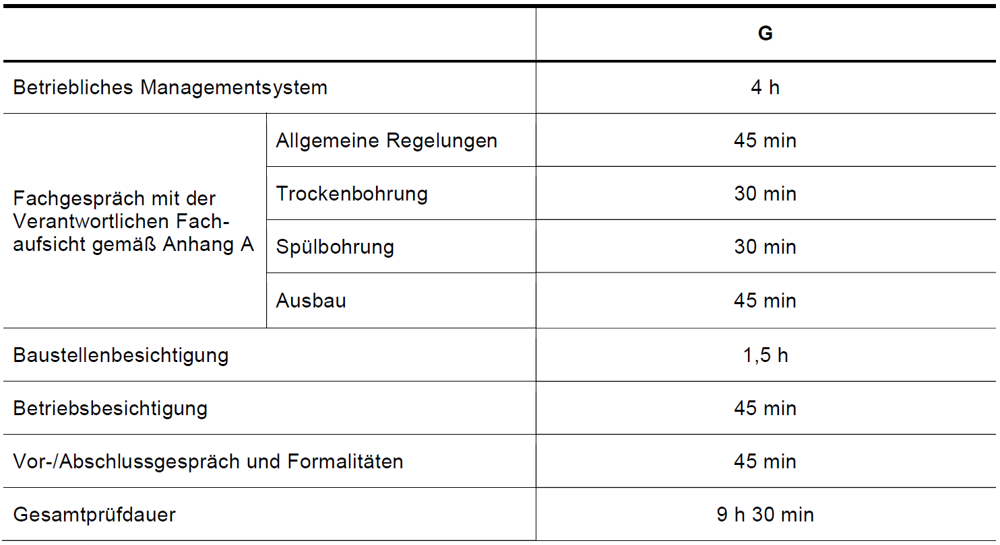 G
Betriebliches Managementsystem 4 h
Fachgespräch mit der
Verantwortlichen Fach-
aufsicht gemäß Anhang A
Allgemeine Regelungen 45 min
Trockenbohrung 30 min
Spülbohrung 30 min
Ausbau 45 min
Baustellenbesichtigung 1,5 h
Betriebsbesichtigung 45 min
Vor-/Abschlussgespräch und Formalitäten 45 min
Gesamtprüfdauer 9 h 30 min